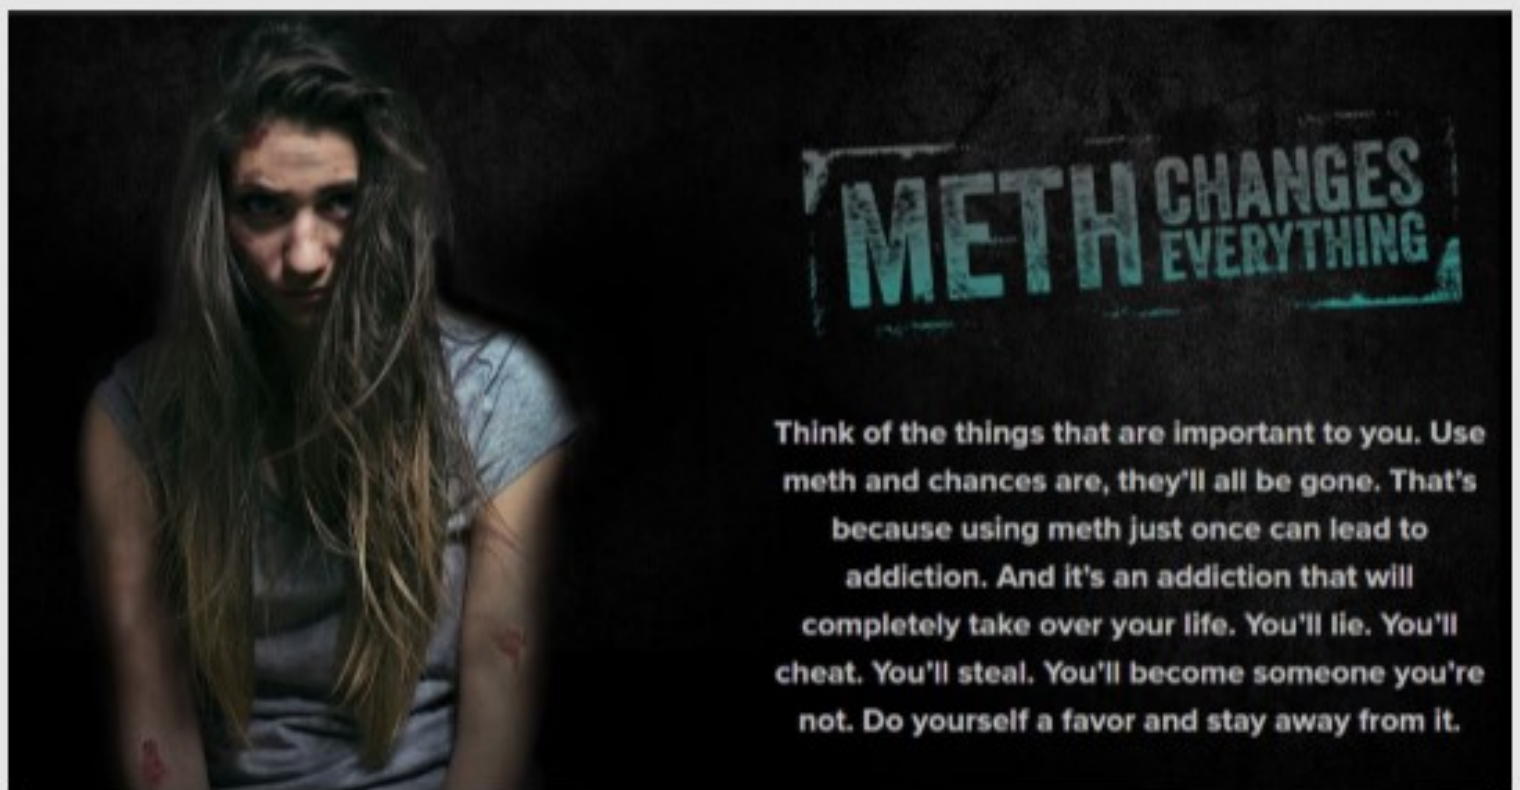 METH CHANGES
EVERYTHING
Think of the things that are important to you. Use
meth and chances are, they'll all be gone. That's
because using meth just once can lead to
addiction. And it's an addiction that will
completely take over your life. You'll lie. You'll
cheat. You'll steal. You'll become someone you're
not. Do yourself a favor and stay away from it.